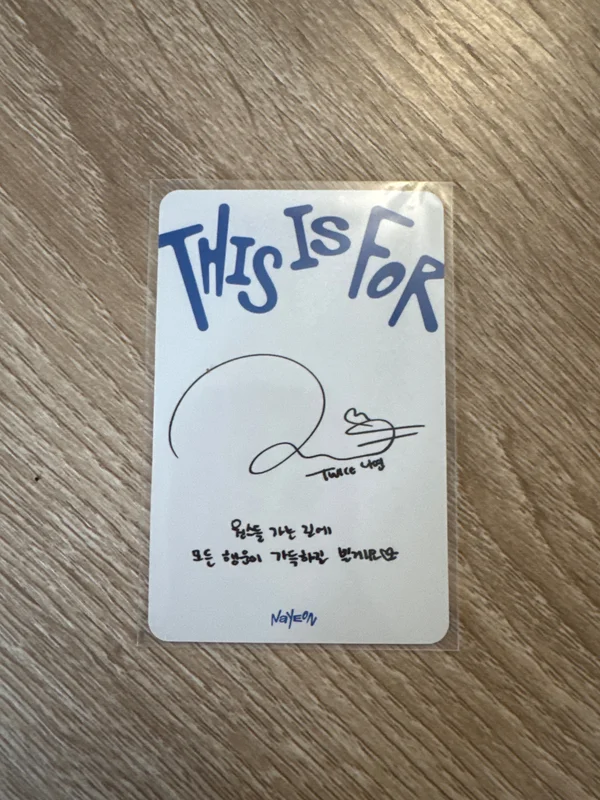 THIS IS FOR
TWICE 나연
원스들 가는 길에
모든 행운이 가득하길 빌게요♡
NAYEON